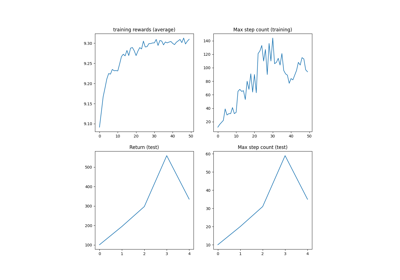 training rewards (average)
Max step count (training)
9.30
9.25
9.20
9.15
9.10
0 10 20 30 40 50
140
120
100
80
60
40
20
0 10 20 30 40 50
Return (test)
Max step count (test)
500
400
300
200
100
0 1 2 3 4
60
50
40
30
20
10
0 1 2 3 4